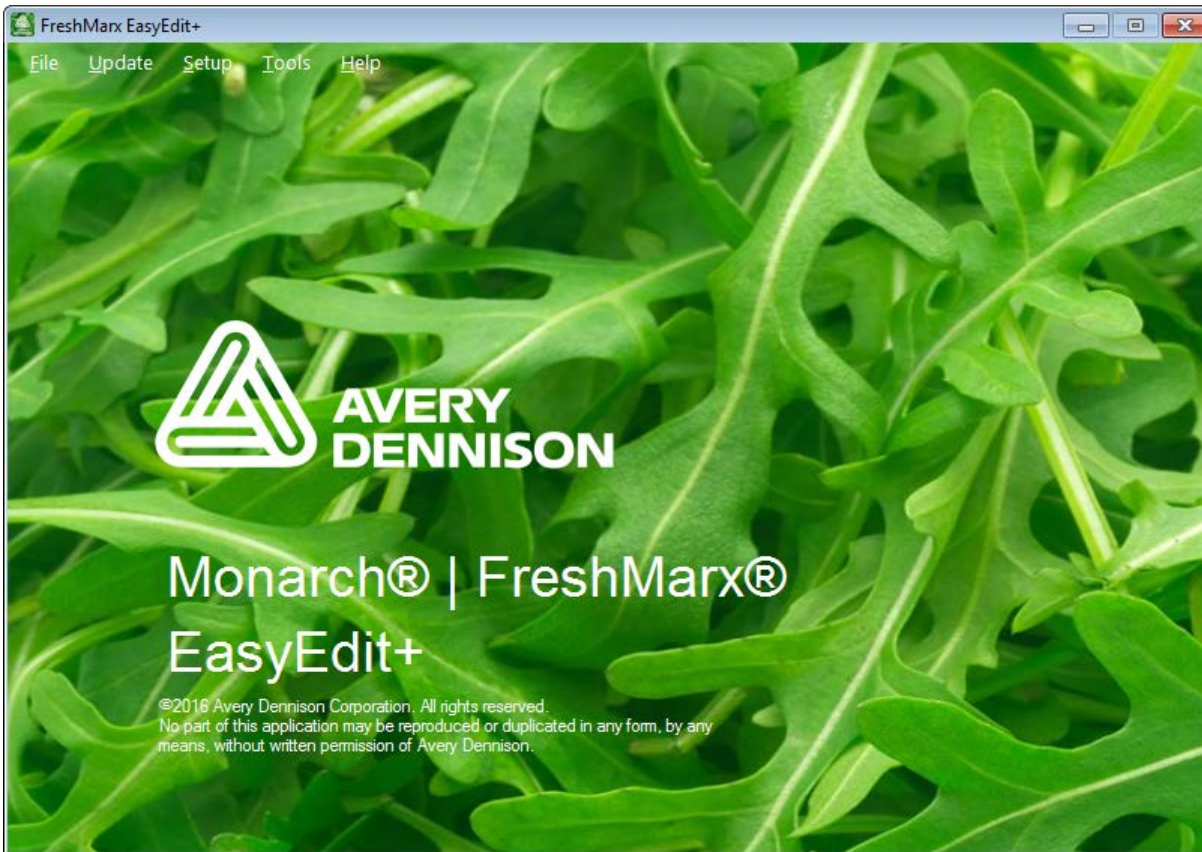 FreshMarx EasyEdit+
File Update Setup Tools Help
AVERY
DENNISON
Monarch® | FreshMarx®
EasyEdit+
©2016 Avery Dennison Corporation. All rights reserved.
No part of this application may be reproduced or duplicated in any form, by any
means, without written permission of Avery Dennison.